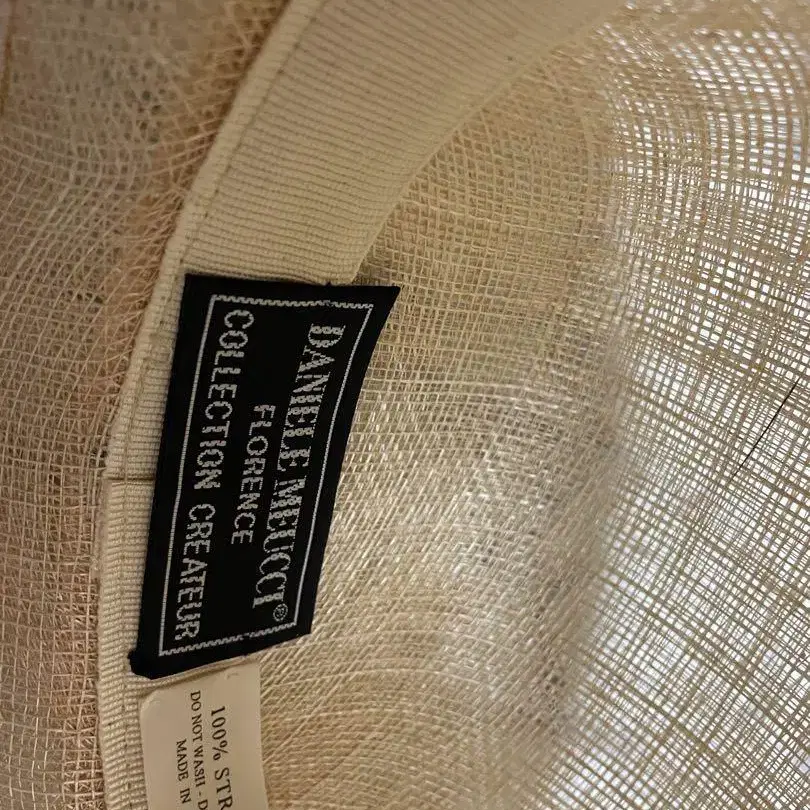 DANIELE MEUCCI®
FLORENCE
COLLECTION CREATEUR
100% STR
DO NOT WASH - D
MADE IN